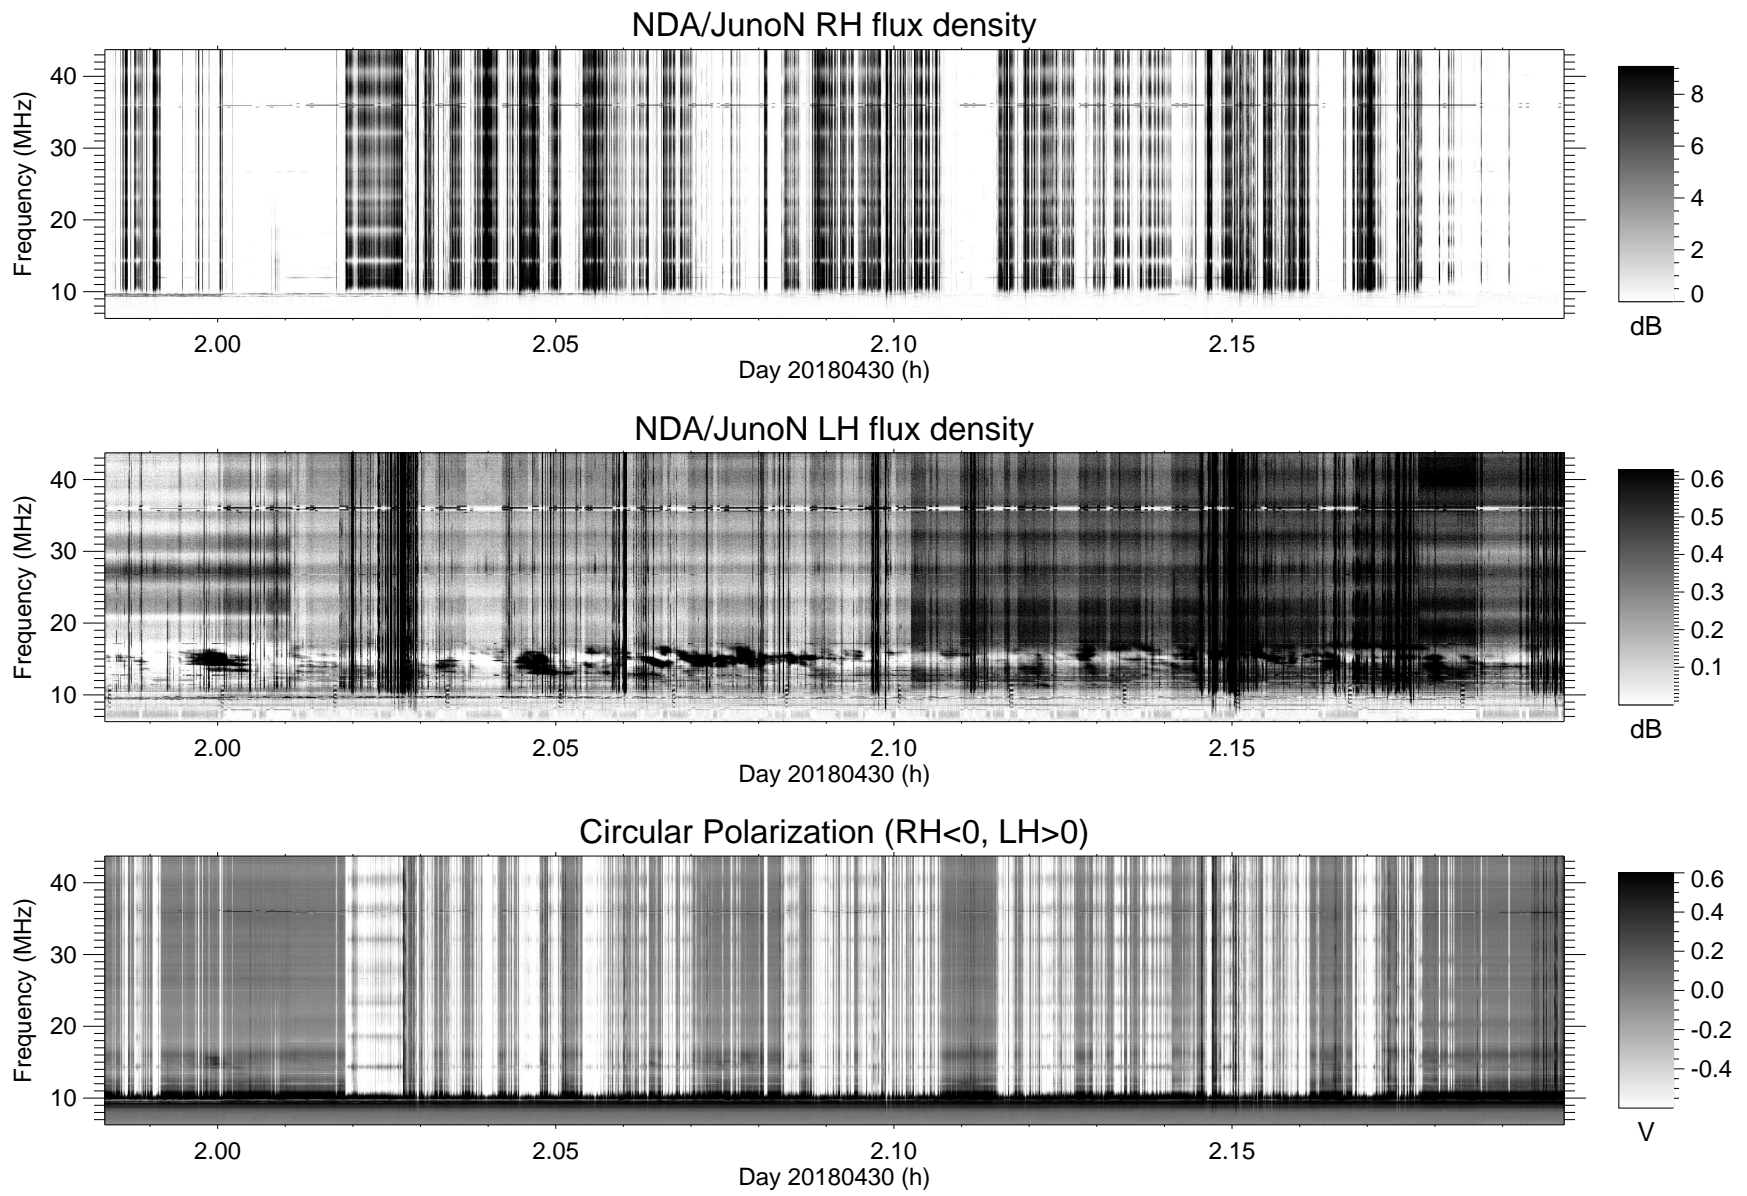 NDA/JunoN RH flux density
Frequency (MHz)
40
30
20
10
2.00 2.05 2.10 2.15
Day 20180430 (h)
8
6
4
2
0
dB
NDA/JunoN LH flux density
Frequency (MHz)
40
30
20
10
2.00 2.05 2.10 2.15
Day 20180430 (h)
0.6
0.5
0.4
0.3
0.2
0.1
dB
Circular Polarization (RH<0, LH>0)
Frequency (MHz)
40
30
20
10
2.00 2.05 2.10 2.15
Day 20180430 (h)
0.6
0.4
0.2
0.0
-0.2
-0.4
V